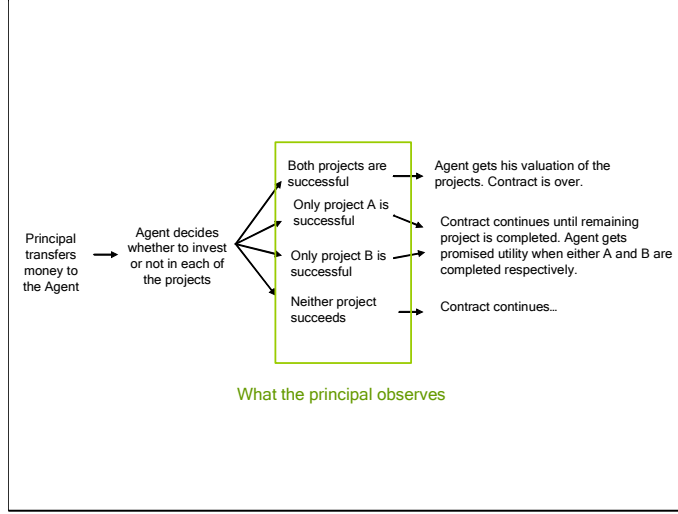 Principal
transfers
money to
the Agent
Agent decides
whether to invest
or not in each of
the projects
Both projects are
successful
Only project A is
successful
Only project B is
successful
Neither project
succeeds
Agent gets his valuation of the
projects. Contract is over.
Contract continues until remaining
project is completed. Agent gets
promised utility when either A and B are
completed respectively.
Contract continues…
What the principal observes